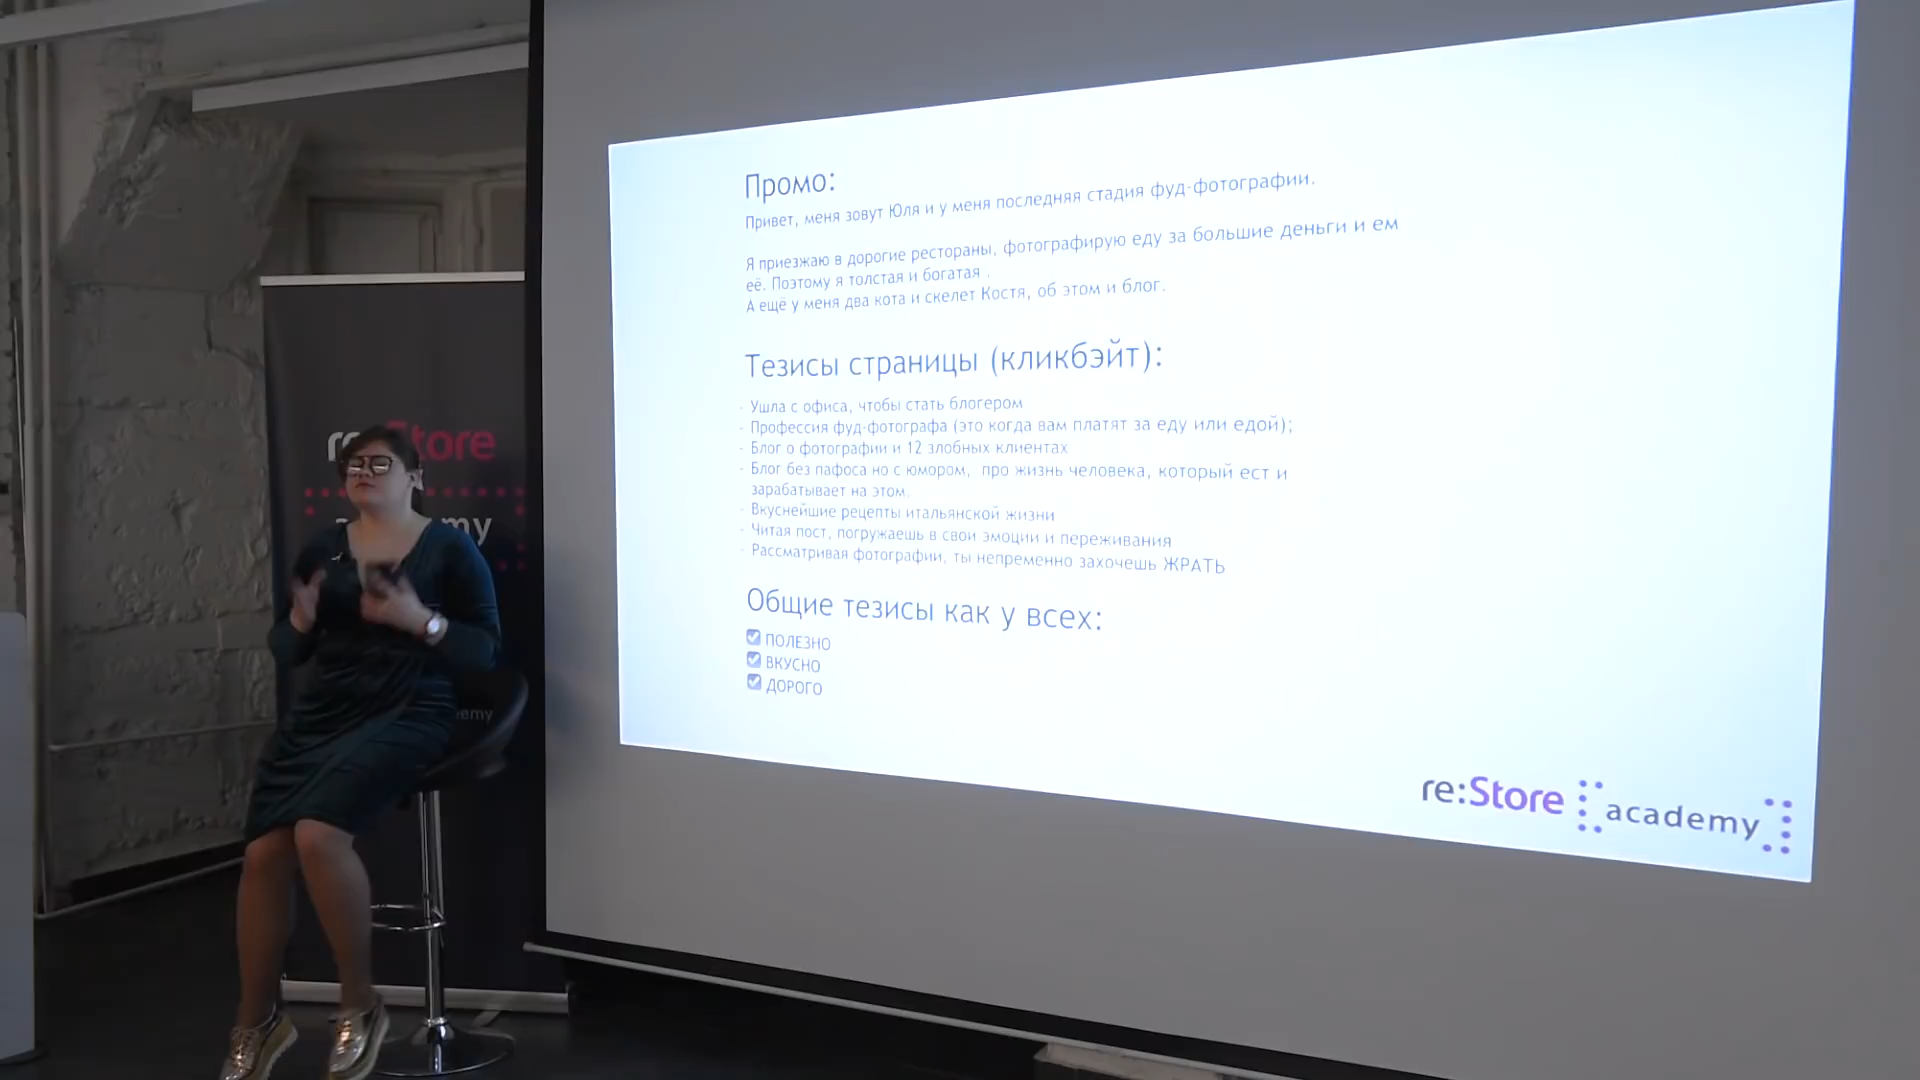 Промо:
Привет, меня зовут Юля и у меня последняя стадия фуд-фотографии.
Я приезжаю в дорогие рестораны, фотографирую еду за большие деньги и ем
её. Поэтому я толстая и богатая .
А ещё у меня два кота и скелет Костя, об этом и блог.
Тезисы страницы (кликбэйт):
- Ушла с офиса, чтобы стать блогером
- Профессия фуд-фотографа (это когда вам платят за еду или едой);
- Блог о фотографии и 12 злобных клиентах
- Блог без пафоса но с юмором, про жизнь человека, который ест и
зарабатывает на этом.
- Вкуснейшие рецепты итальянской жизни
- Читая пост, погружаешь в свои эмоции и переживания
- Рассматривая фотографии, ты непременно захочешь ЖРАТЬ
Общие тезисы как у всех:
☑ ПОЛЕЗНО
☑ ВКУСНО
☑ ДОРОГО
re:Store academy